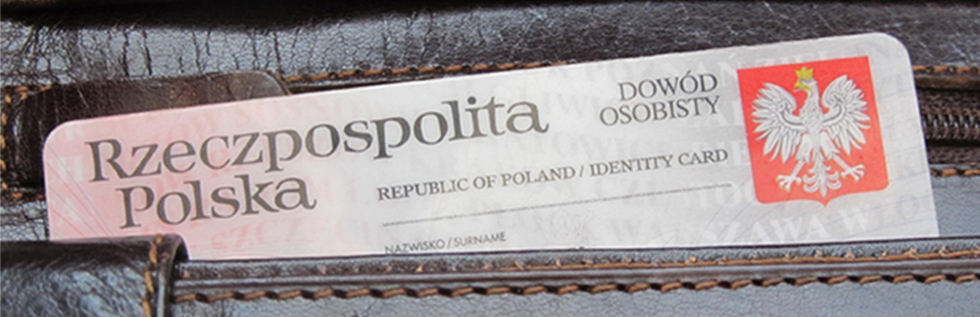 Rzeczpospolita
Polska
DOWÓD
OSOBISTY
REPUBLIC OF POLAND / IDENTITY CARD
NAZWISKO / SURNAME